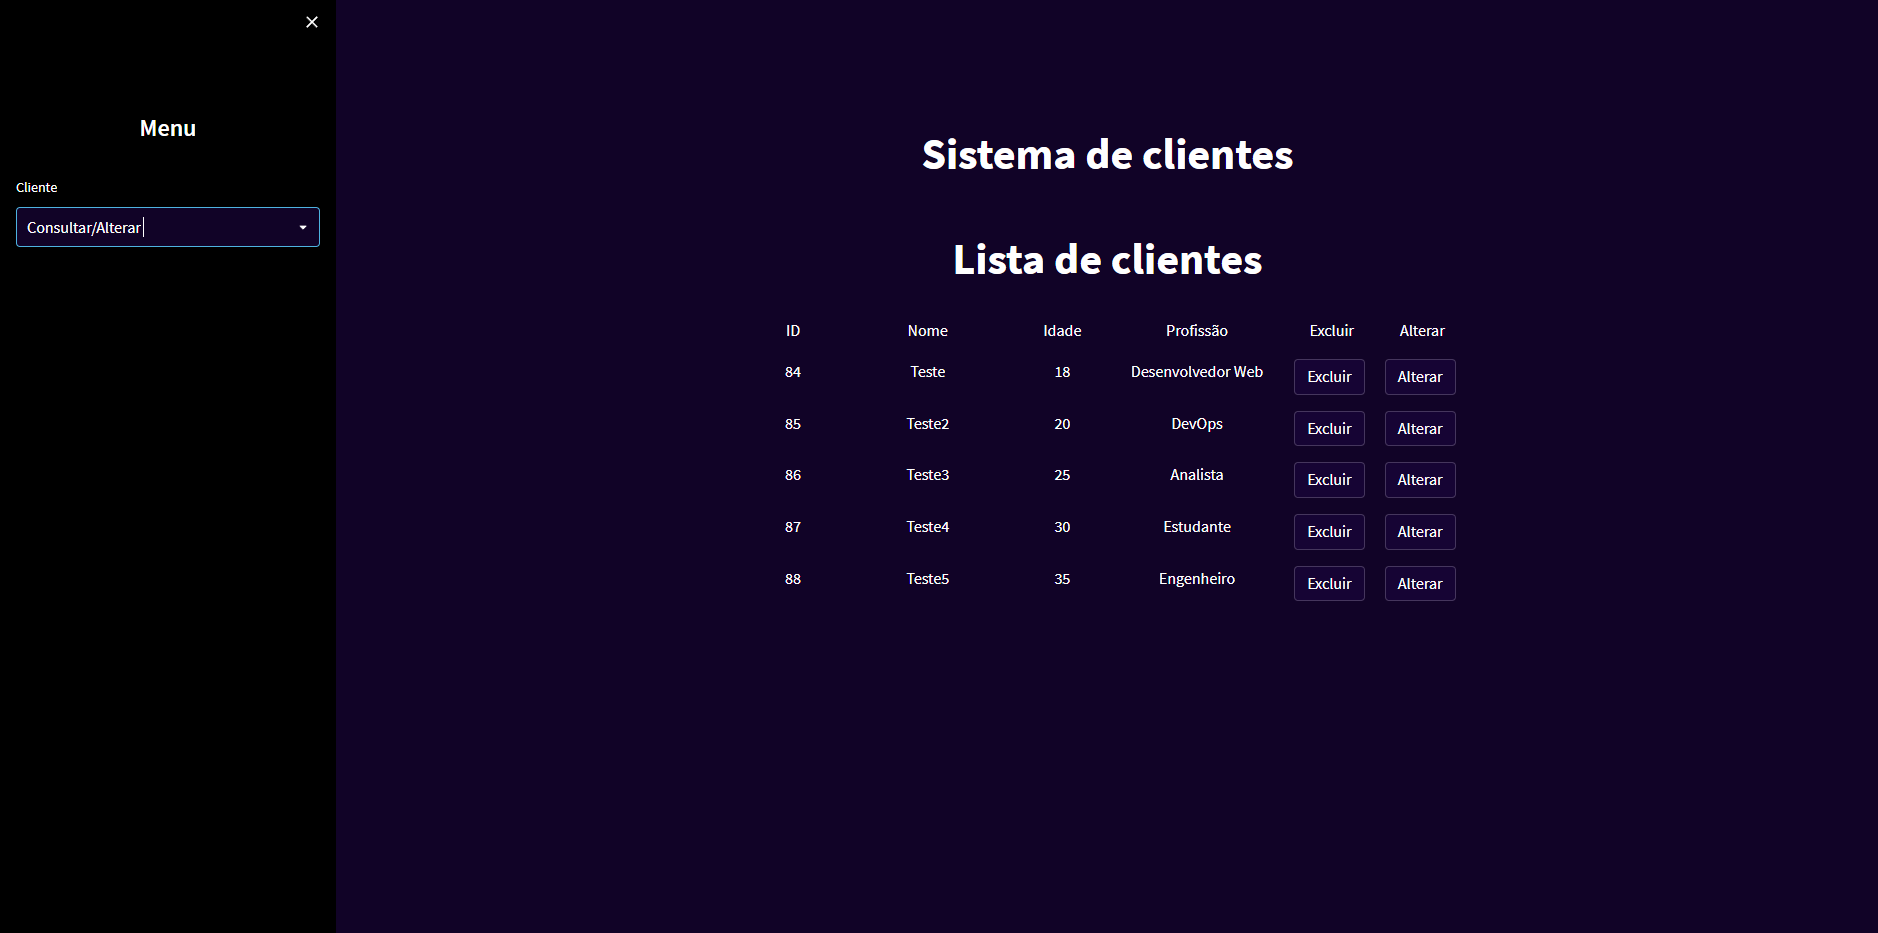 Menu
Cliente
Consultar/Alterar
Sistema de clientes
Lista de clientes
ID Nome Idade Profissão Excluir Alterar
84 Teste 18 Desenvolvedor Web Excluir Alterar
85 Teste2 20 DevOps Excluir Alterar
86 Teste3 25 Analista Excluir Alterar
87 Teste4 30 Estudante Excluir Alterar
88 Teste5 35 Engenheiro Excluir Alterar